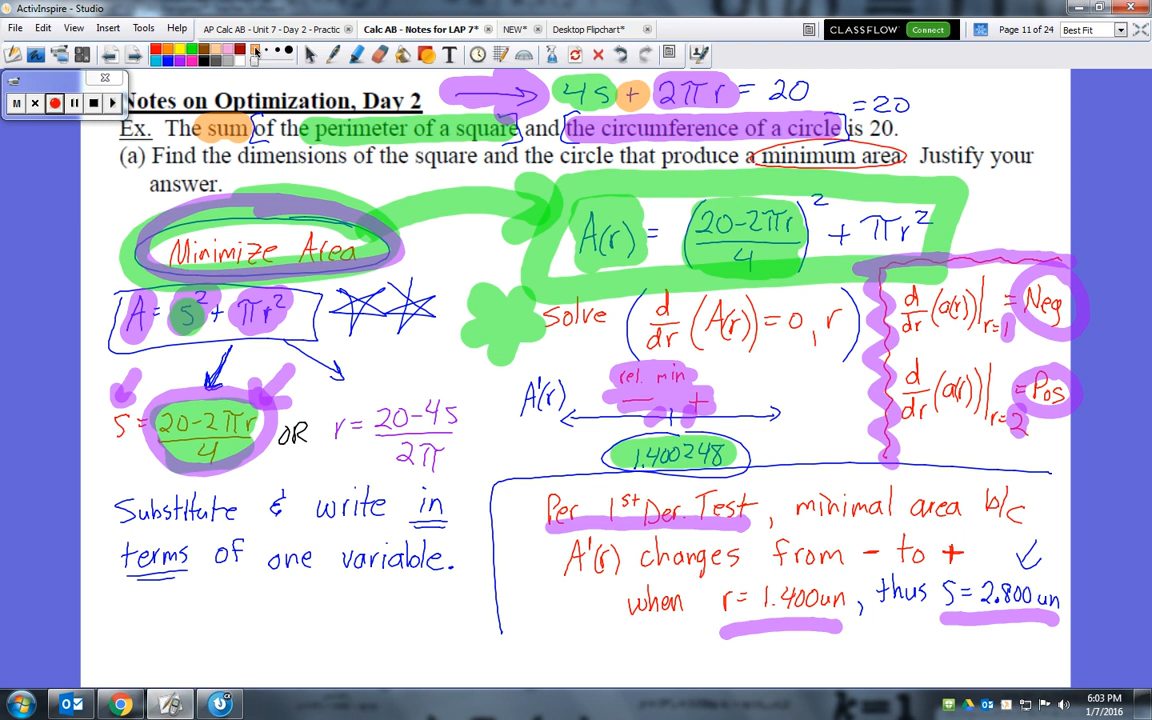 ActivInspire - Studio
File Edit View Insert Tools Help
AP Calc AB - Unit 7 - Day 2 - Practic
Calc AB - Notes for LAP 7*
NEW*
Desktop Flipchart*
CLASSFLOW Connect
Page 11 of 24
Best Fit
Notes on Optimization, Day 2
4s + 2πr = 20
= 20
Ex. The sum [of the perimeter of a square] and [the circumference of a circle] is 20.
(a) Find the dimensions of the square and the circle that produce a minimum area. Justify your
answer.
Minimize Area
A(r) = ((20-2πr)/4)² + πr²
A = s² + πr²
solve (d/dr (A(r)) = 0, r)
d/dr (a(r))|r=1 = Neg
d/dr (a(r))|r=2 = Pos
S = (20-2πr)/4 OR r = (20-4s)/2π
A'(r)
rel. min
- +
1.400248
Substitute & write in
terms of one variable.
Per 1st Der. Test, minimal area b/c
A'(r) changes from - to +
when r = 1.400un, thus S = 2.800un
6:03 PM
1/7/2016
k=1